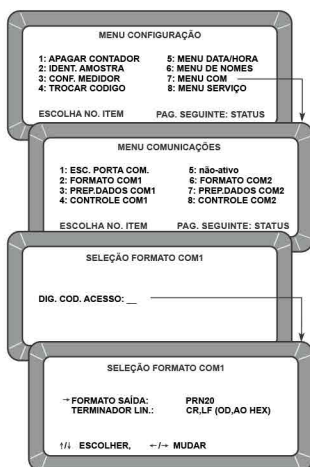 MENU CONFIGURAÇÃO
1: APAGAR CONTADOR 5: MENU DATA/HORA
2: IDENT. AMOSTRA 6: MENU DE NOMES
3: CONF. MEDIDOR 7: MENU COM
4: TROCAR CODIGO 8: MENU SERVIÇO
ESCOLHA NO. ITEM PAG. SEGUINTE: STATUS
MENU COMUNICAÇÕES
1: ESC. PORTA COM. 5: não-ativo
2: FORMATO COM1 6: FORMATO COM2
3: PREP.DADOS COM1 7: PREP.DADOS COM2
4: CONTROLE COM1 8: CONTROLE COM2
ESCOLHA NO. ITEM PAG. SEGUINTE: STATUS
SELEÇÃO FORMATO COM1
DIG. COD. ACESSO: __
SELEÇÃO FORMATO COM1
→FORMATO SAÍDA: PRN20
TERMINADOR LIN.: CR,LF (OD,AO HEX)
↑/↓ ESCOLHER, ←/→ MUDAR